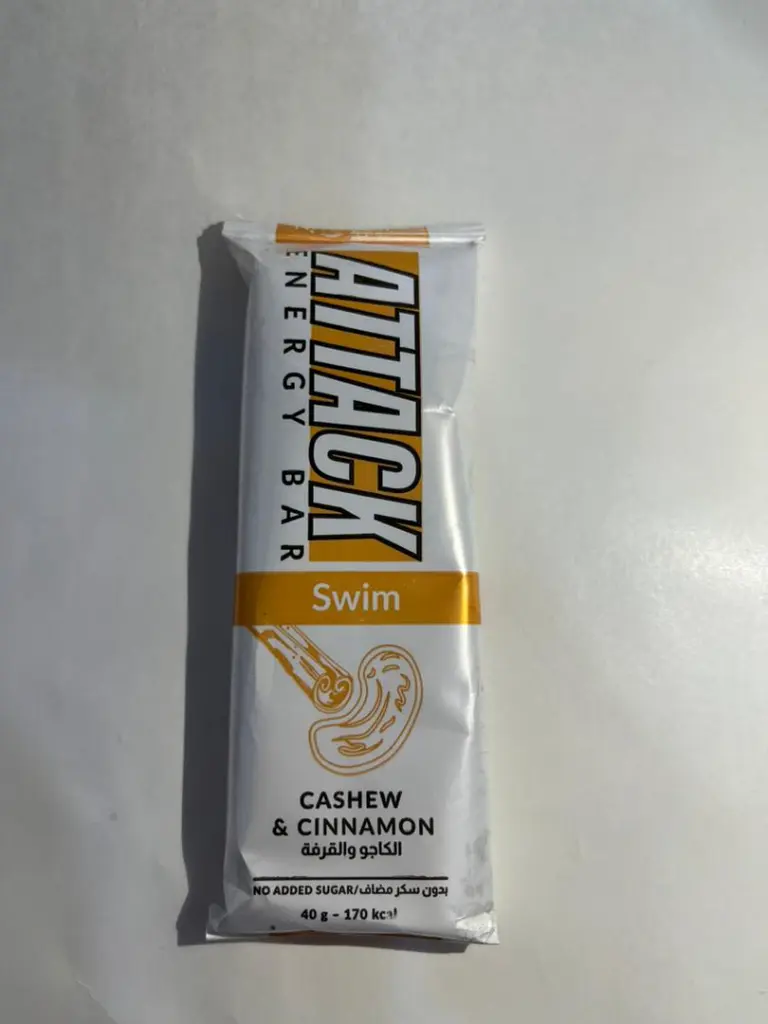 ATTACK
ENERGY BAR
Swim
CASHEW
& CINNAMON
الكاجو والقرفة
NO ADDED SUGAR/بدون سكر مضاف
40 g - 170 kcal